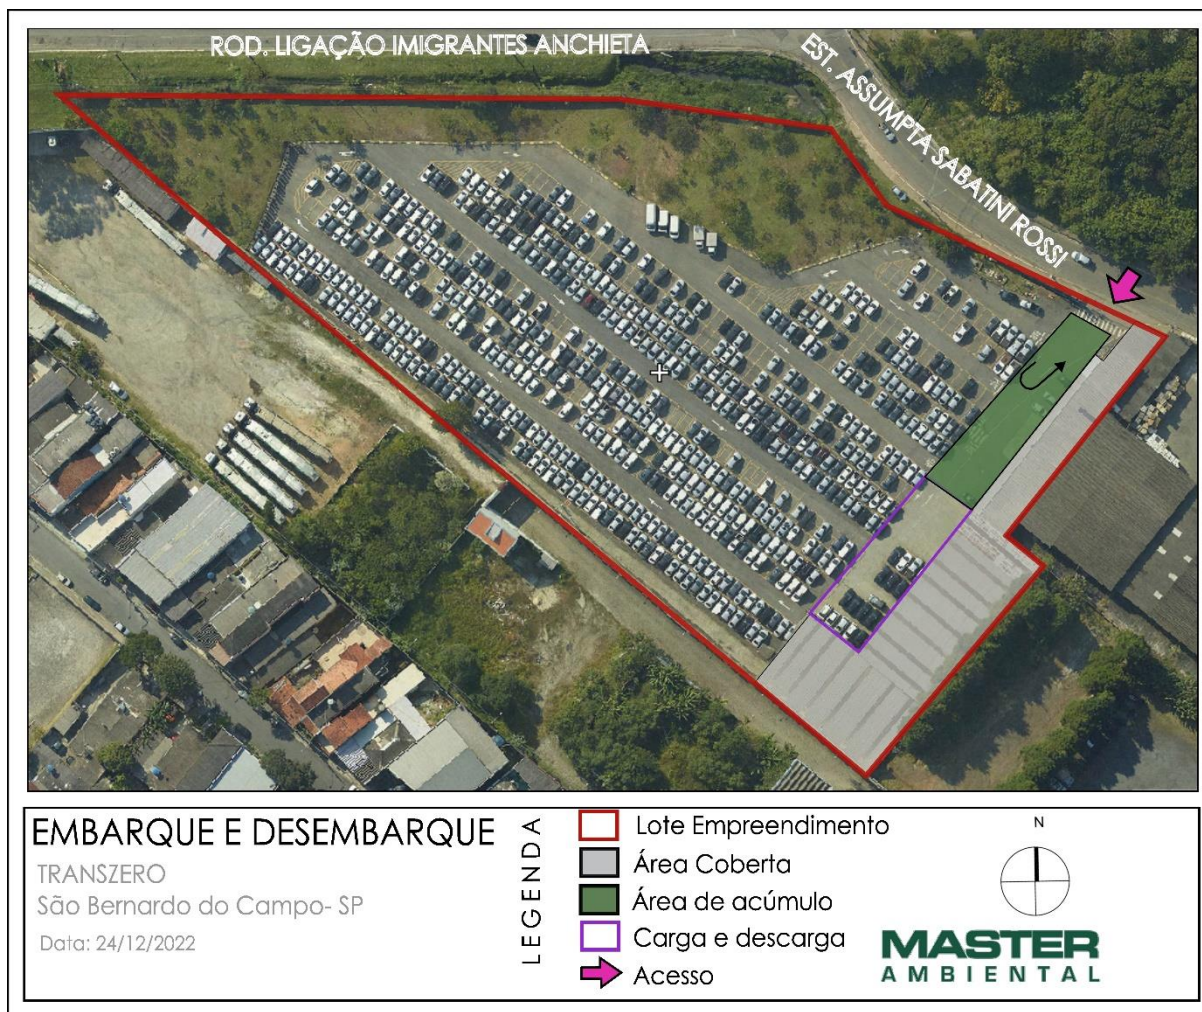 ROD. LIGAÇÃO IMIGRANTES ANCHIETA
EST. ASSUMPTA SABATINI ROSSI
EMBARQUE E DESEMBARQUE
TRANSZERO
São Bernardo do Campo- SP
Data: 24/12/2022
LEGENDA
Lote Empreendimento
Área Coberta
Área de acúmulo
Carga e descarga
Acesso
N
MASTER
AMBIENTAL